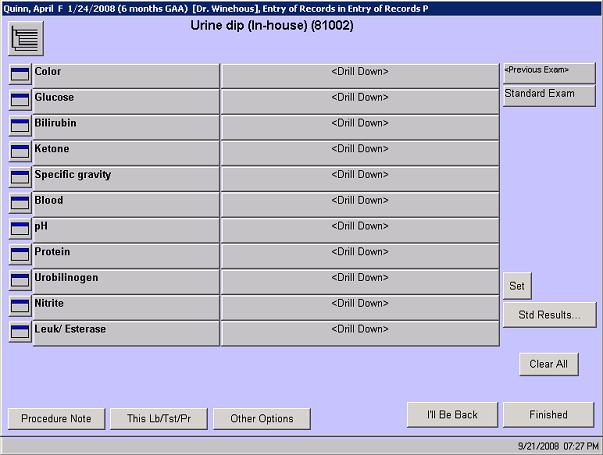 Quinn, April F 1/24/2008 (6 months GAA) [Dr. Winehous], Entry of Records in Entry of Records P
Urine dip (In-house) (81002)
Color <Drill Down>
Glucose <Drill Down>
Bilirubin <Drill Down>
Ketone <Drill Down>
Specific gravity <Drill Down>
Blood <Drill Down>
pH <Drill Down>
Protein <Drill Down>
Urobilinogen <Drill Down>
Nitrite <Drill Down>
Leuk/ Esterase <Drill Down>
<Previous Exam>
Standard Exam
Set
Std Results...
Clear All
Procedure Note This Lb/Tst/Pr Other Options I'll Be Back Finished
9/21/2008 07:27 PM